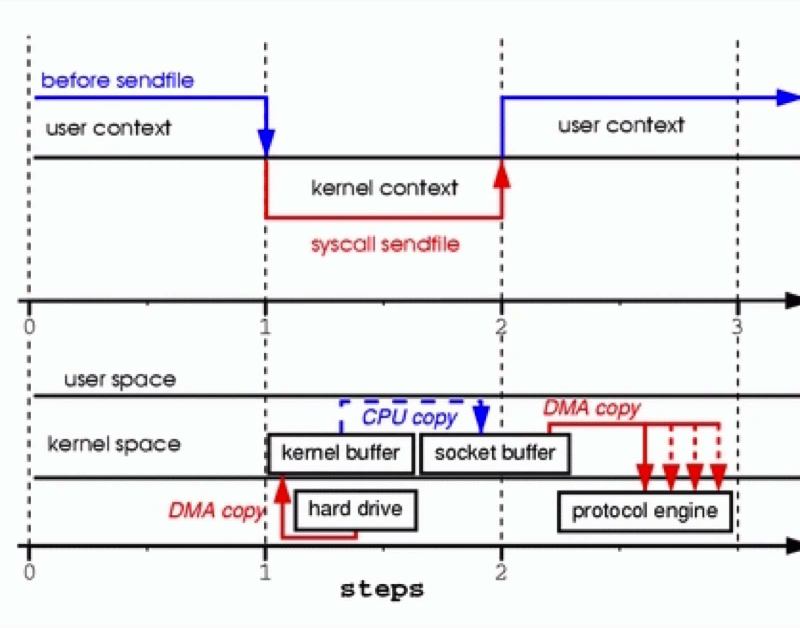 before sendfile
user context
user context
kernel context
syscall sendfile
0
1
2
3
user space
CPU copy
DMA copy
kernel space
kernel buffer
socket buffer
DMA copy
hard drive
protocol engine
0
1
2
steps